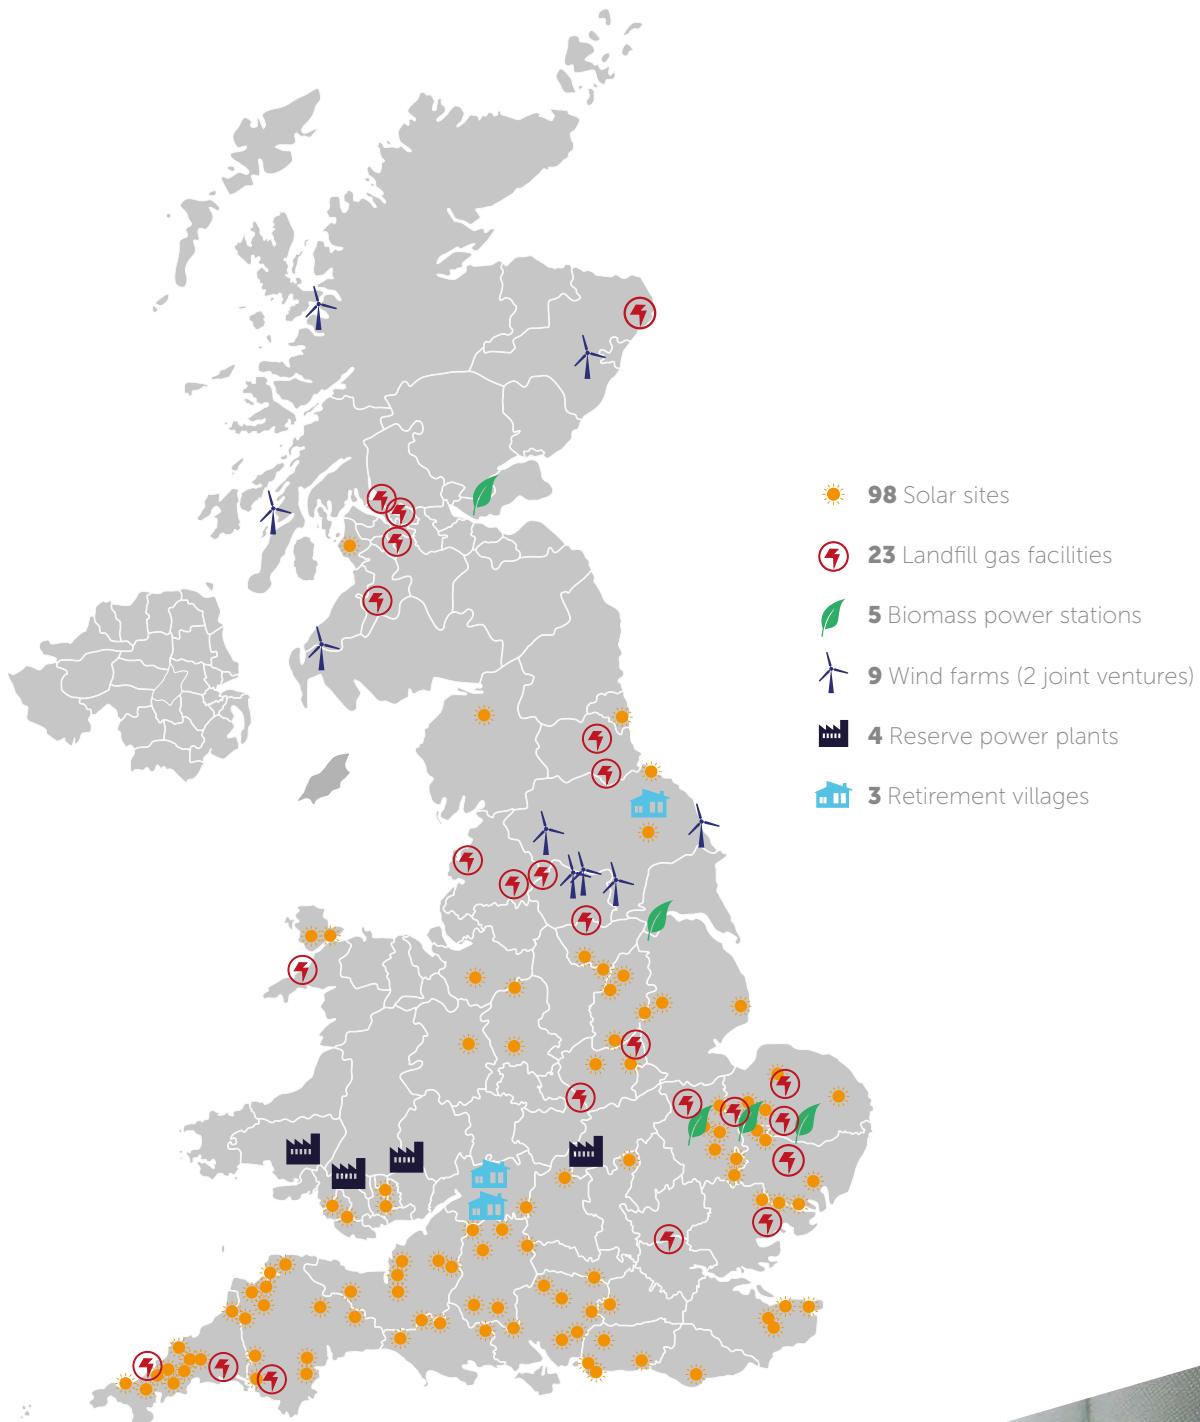 98 Solar sites
23 Landfill gas facilities
5 Biomass power stations
9 Wind farms (2 joint ventures)
4 Reserve power plants
3 Retirement villages